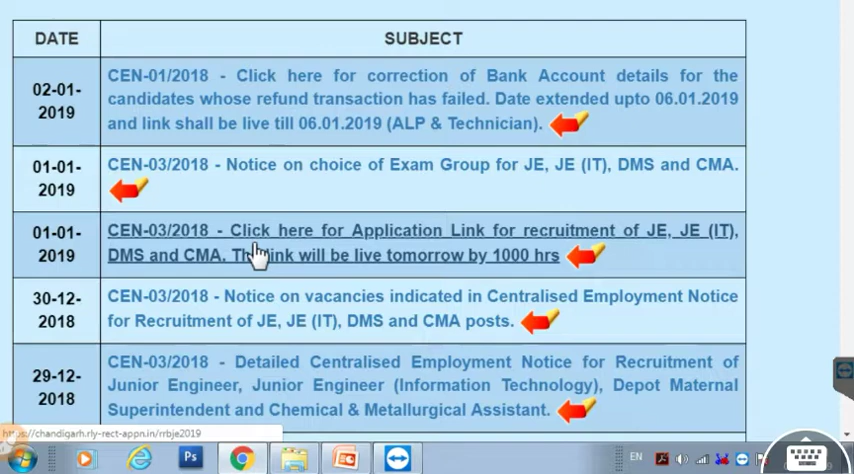 DATE SUBJECT
02-01-
2019
CEN-01/2018 - Click here for correction of Bank Account details for the
candidates whose refund transaction has failed. Date extended upto 06.01.2019
and link shall be live till 06.01.2019 (ALP & Technician).
01-01-
2019
CEN-03/2018 - Notice on choice of Exam Group for JE, JE (IT), DMS and CMA.
01-01-
2019
CEN-03/2018 - Click here for Application Link for recruitment of JE, JE (IT),
DMS and CMA. link will be live tomorrow by 1000 hrs
30-12-
2018
CEN-03/2018 - Notice on vacancies indicated in Centralised Employment Notice
for Recruitment of JE, JE (IT), DMS and CMA posts.
29-12-
2018
CEN-03/2018 - Detailed Centralised Employment Notice for Recruitment of
Junior Engineer, Junior Engineer (Information Technology), Depot Maternal
Superintendent and Chemical & Metallurgical Assistant.
https://chandigarh.rly-rect-appn.in/rrbje2019
Ps
EN